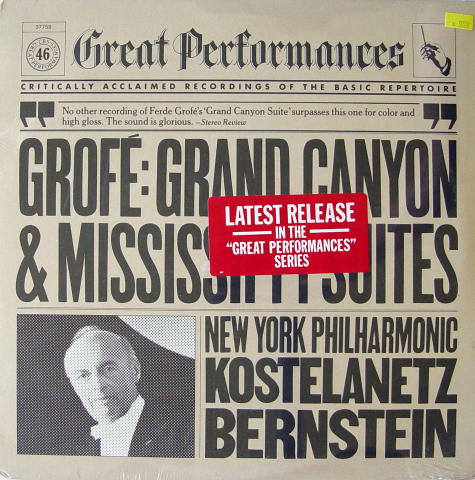 37759
46
Great Performances
CRITICALLY ACCLAIMED RECORDINGS OF THE BASIC REPERTOIRE
"No other recording of Ferde Grofé's 'Grand Canyon Suite' surpasses this one for color and
high gloss. The sound is glorious. –Stereo Review"
GROFÉ: GRAND CANYON
& MISSISSIPPI SUITES
LATEST RELEASE
IN THE
"GREAT PERFORMANCES"
SERIES
NEW YORK PHILHARMONIC
KOSTELANETZ
BERNSTEIN